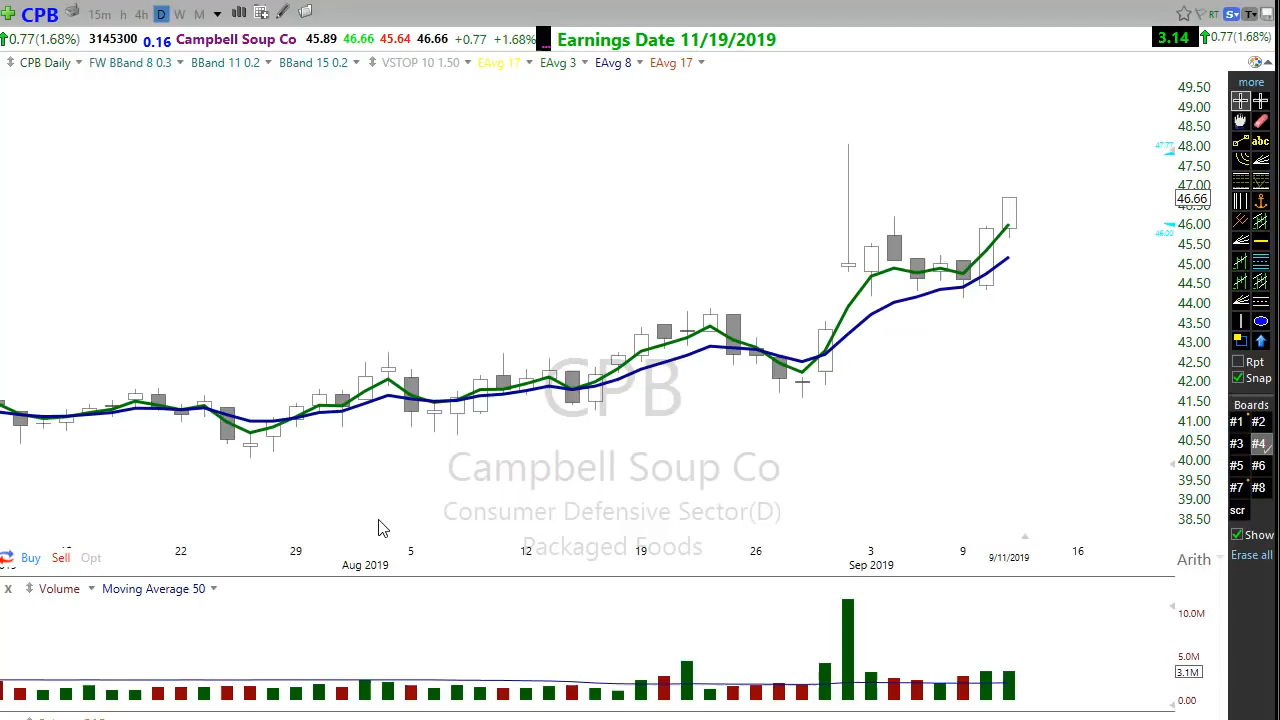 CPB 15m h 4h D W M RT S T
0.77(1.68%) 3145300 0.16 Campbell Soup Co 45.89 46.66 45.64 46.66 +0.77 +1.68% ... Earnings Date 11/19/2019 3.14 0.77(1.68%)
CPB Daily FW BBand 8 0.3 BBand 11 0.2 BBand 15 0.2 VSTOP 10 1.50 EAvg 17 EAvg 3 EAvg 8 EAvg 17
more
abc
49.50
49.00
48.50
47.77
48.00
47.50
47.00
46.66
46.00
46.00
45.50
45.00
44.50
44.00
43.50
43.00
42.50
42.00
41.50
41.00
40.50
40.00
39.50
39.00
38.50
Rpt
Snap
Boards
#1 #2
#3 #4
#5 #6
#7 #8
scr
Show
Erase all
CPB
Campbell Soup Co
Consumer Defensive Sector(D)
Packaged Foods
Buy Sell Opt
22 29 5 12 19 26 3 9 9/11/2019 16
Aug 2019 Sep 2019
Arith
X Volume Moving Average 50
10.0M
5.0M
3.1M
0.00